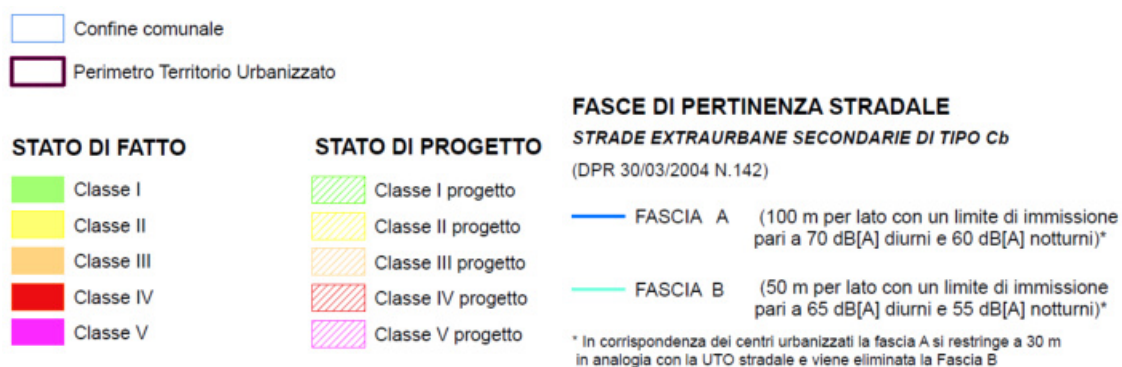 Confine comunale
Perimetro Territorio Urbanizzato
STATO DI FATTO
Classe I
Classe II
Classe III
Classe IV
Classe V
STATO DI PROGETTO
Classe I progetto
Classe II progetto
Classe III progetto
Classe IV progetto
Classe V progetto
FASCE DI PERTINENZA STRADALE
STRADE EXTRAURBANE SECONDARIE DI TIPO Cb
(DPR 30/03/2004 N.142)
FASCIA A (100 m per lato con un limite di immissione
pari a 70 dB[A] diurni e 60 dB[A] notturni)*
FASCIA B (50 m per lato con un limite di immissione
pari a 65 dB[A] diurni e 55 dB[A] notturni)*
* In corrispondenza dei centri urbanizzati la fascia A si restringe a 30 m
in analogia con la UTO stradale e viene eliminata la Fascia B